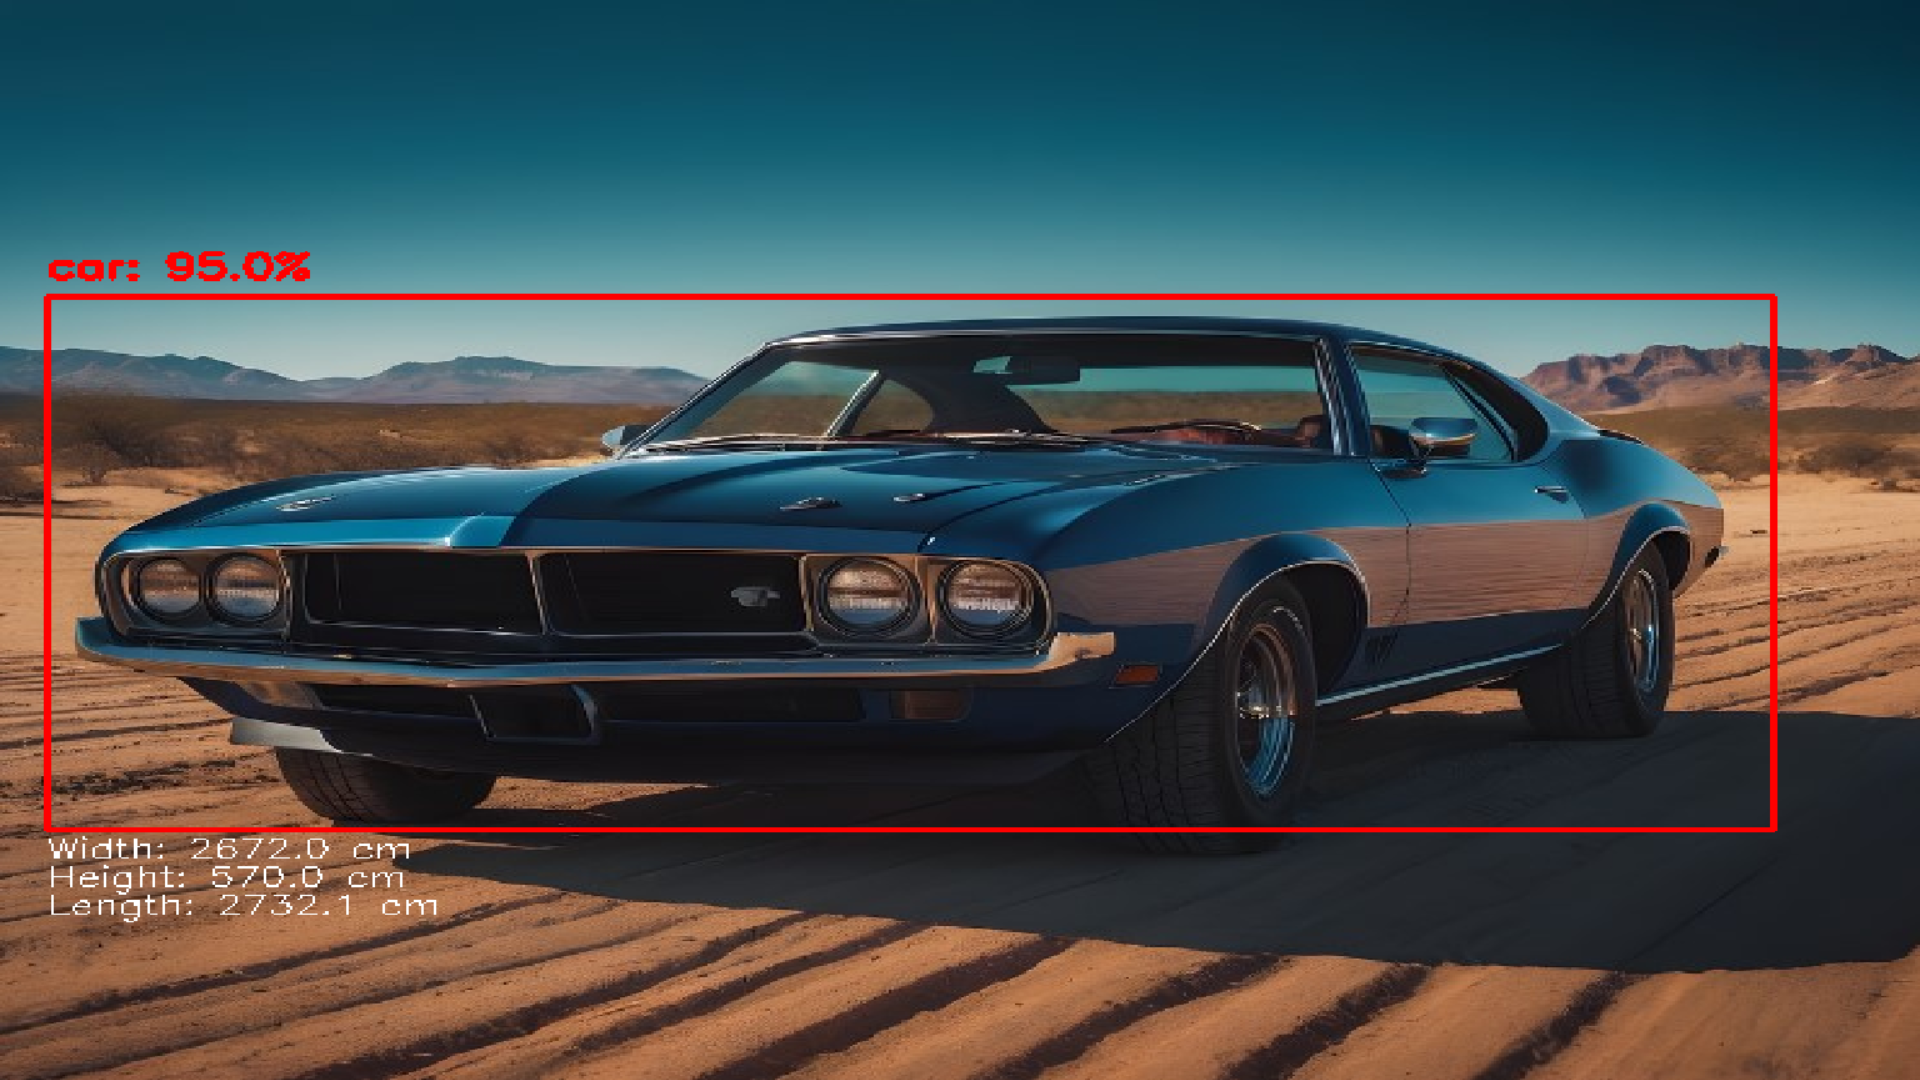 car: 95.0%
Width: 2672.0 cm
Height: 570.0 cm
Length: 2732.1 cm